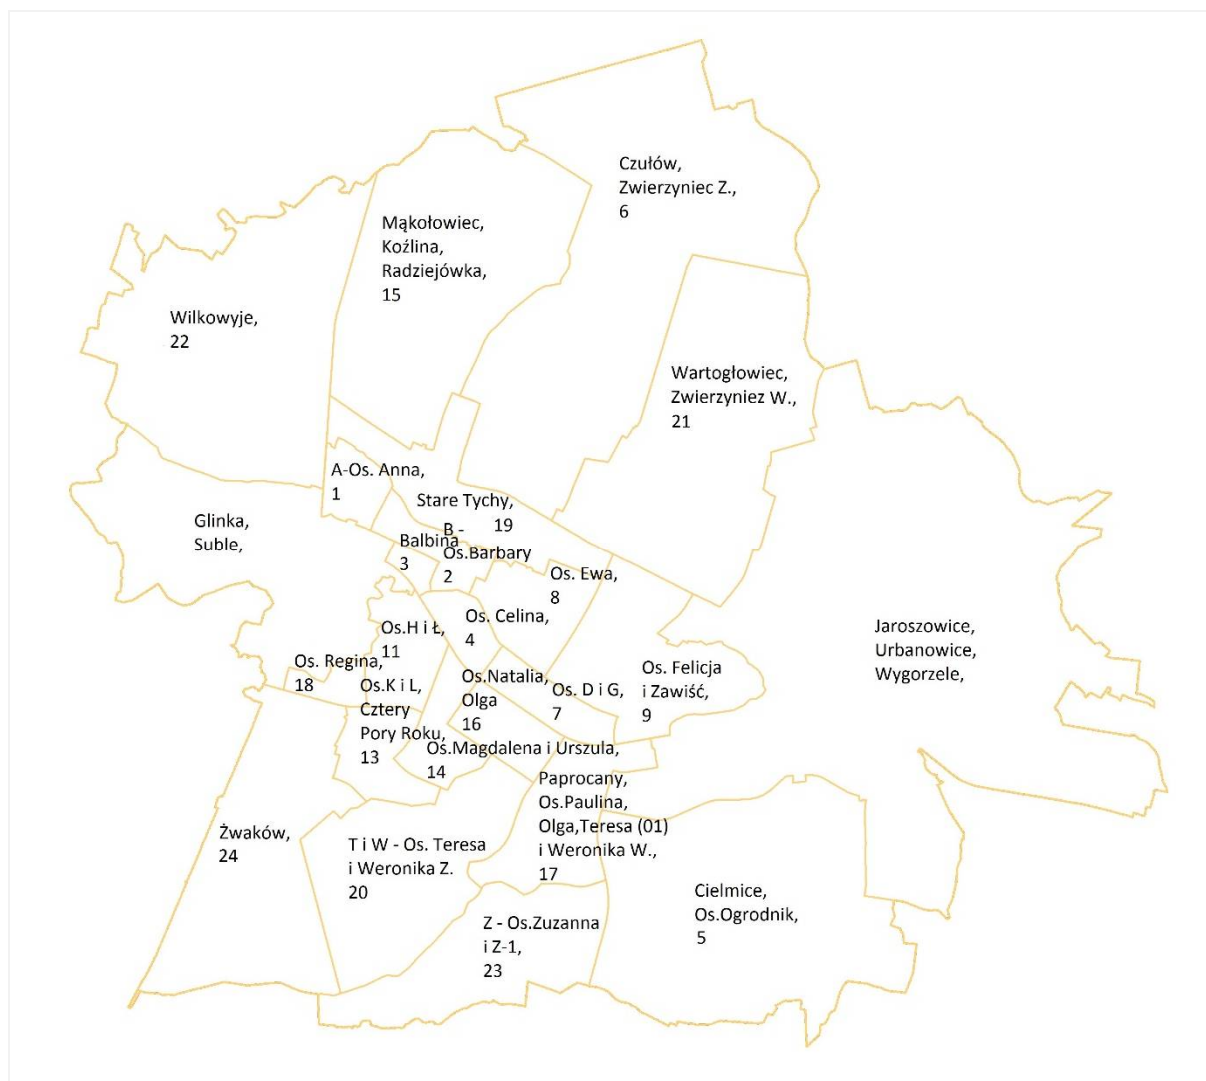 Czułów,
Zwierzyniec Z.,
6
Mąkołowiec,
Koźlina,
Radziejówka,
15
Wilkowyje,
22
Wartogłowiec,
Zwierzyniez W.,
21
A-Os. Anna,
1
Stare Tychy,
19
Glinka,
Suble,
Balbina
3
B -
Os.Barbary
2
Os. Ewa,
8
Os. Celina,
4
Os.H i Ł,
11
Jaroszowice,
Urbanowice,
Wygorzele,
Os. Regina,
18
Os.K i L,
Cztery
Pory Roku,
13
Os.Natalia,
Olga
16
Os. D i G,
7
Os. Felicja
i Zawiść,
9
Os.Magdalena i Urszula,
14
Paprocany,
Os.Paulina,
Olga,Teresa (01)
i Weronika W.,
17
Żwaków,
24
T i W - Os. Teresa
i Weronika Z.
20
Cielmice,
Os.Ogrodnik,
5
Z - Os.Zuzanna
i Z-1,
23